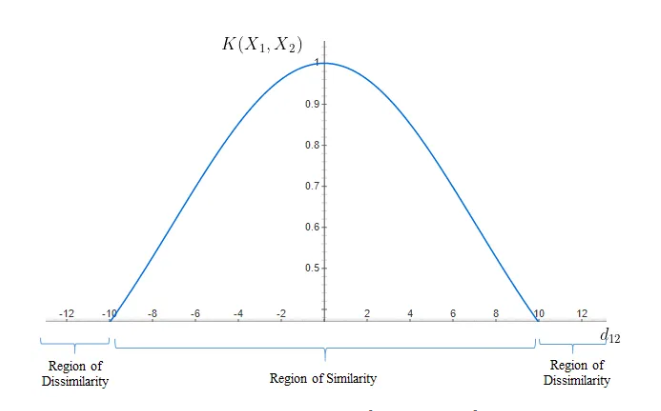 K(X₁, X₂)
1
0.9
0.8
0.7
0.6
0.5
-12 -10 -8 -6 -4 -2 2 4 6 8 10 12
d₁₂
Region of
Dissimilarity
Region of Similarity
Region of
Dissimilarity